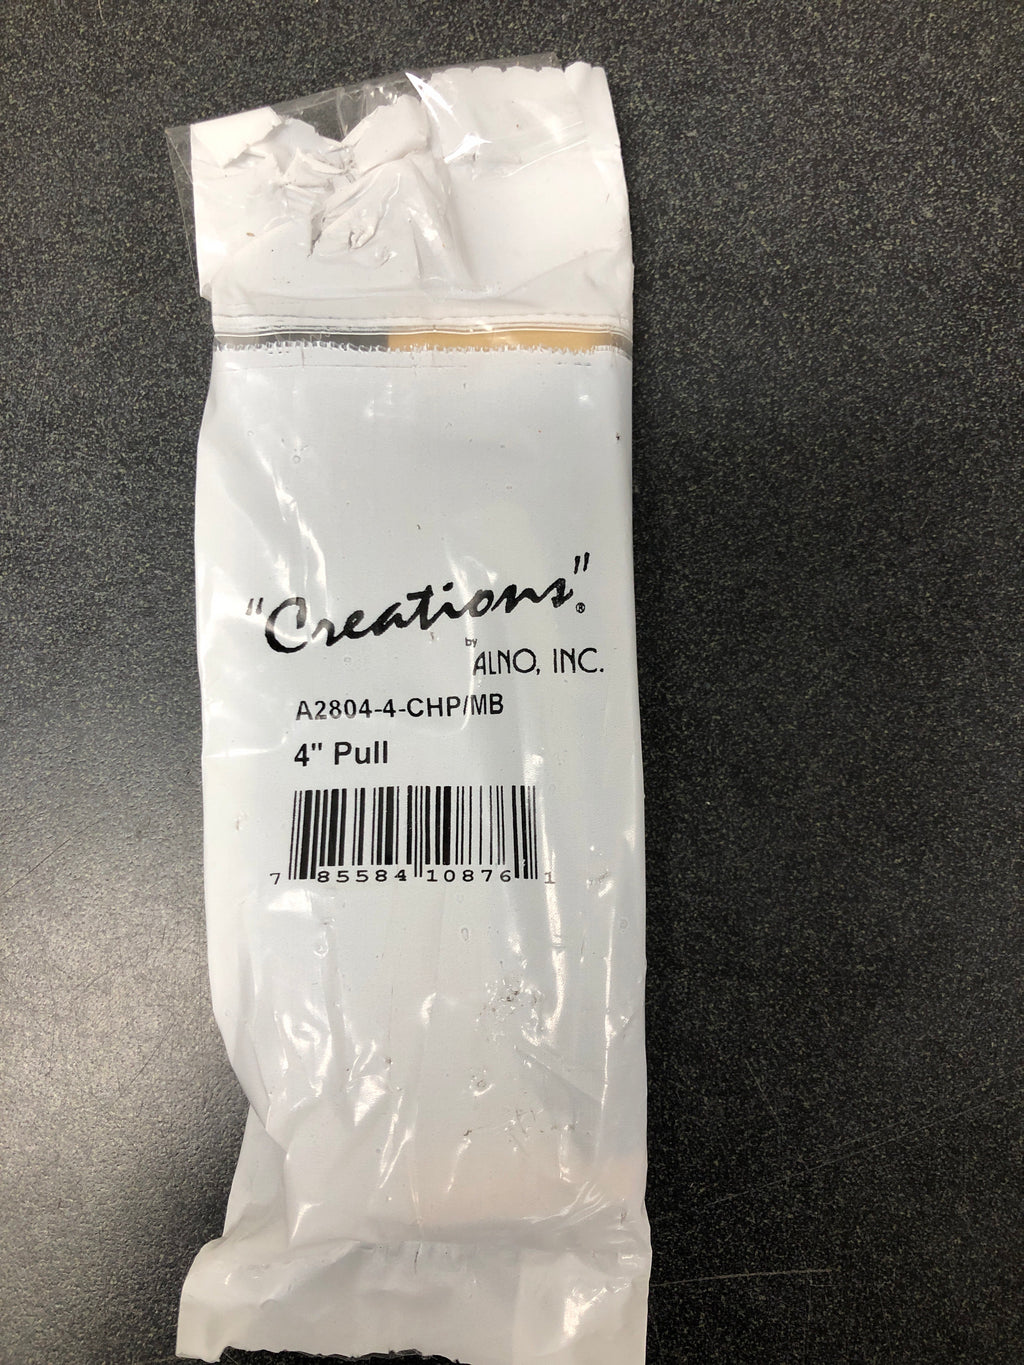 "Creations"®
by
ALNO, INC.
A2804-4-CHP/MB
4" Pull
7 85584 10876 1